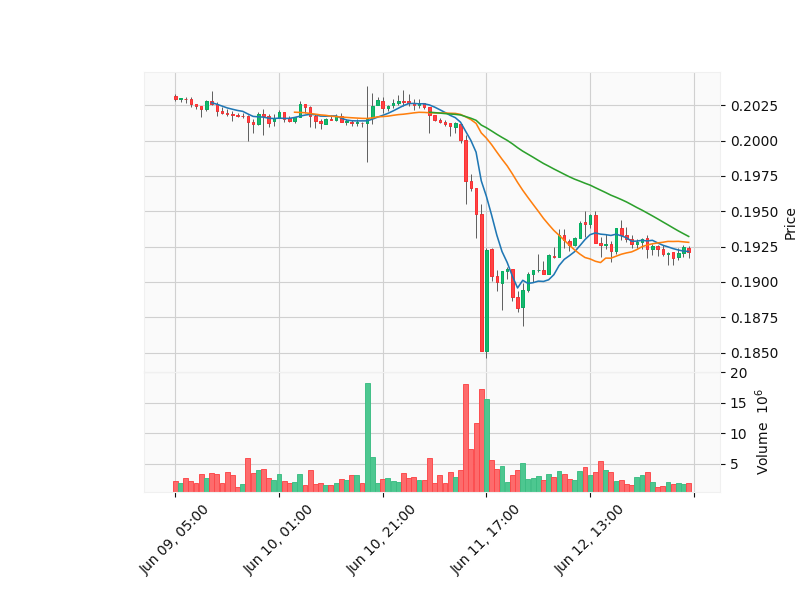 0.2025
0.2000
0.1975
0.1950
0.1925
0.1900
0.1875
0.1850
Price
20
15
10
5
Volume 10⁶
Jun 09, 05:00
Jun 10, 01:00
Jun 10, 21:00
Jun 11, 17:00
Jun 12, 13:00